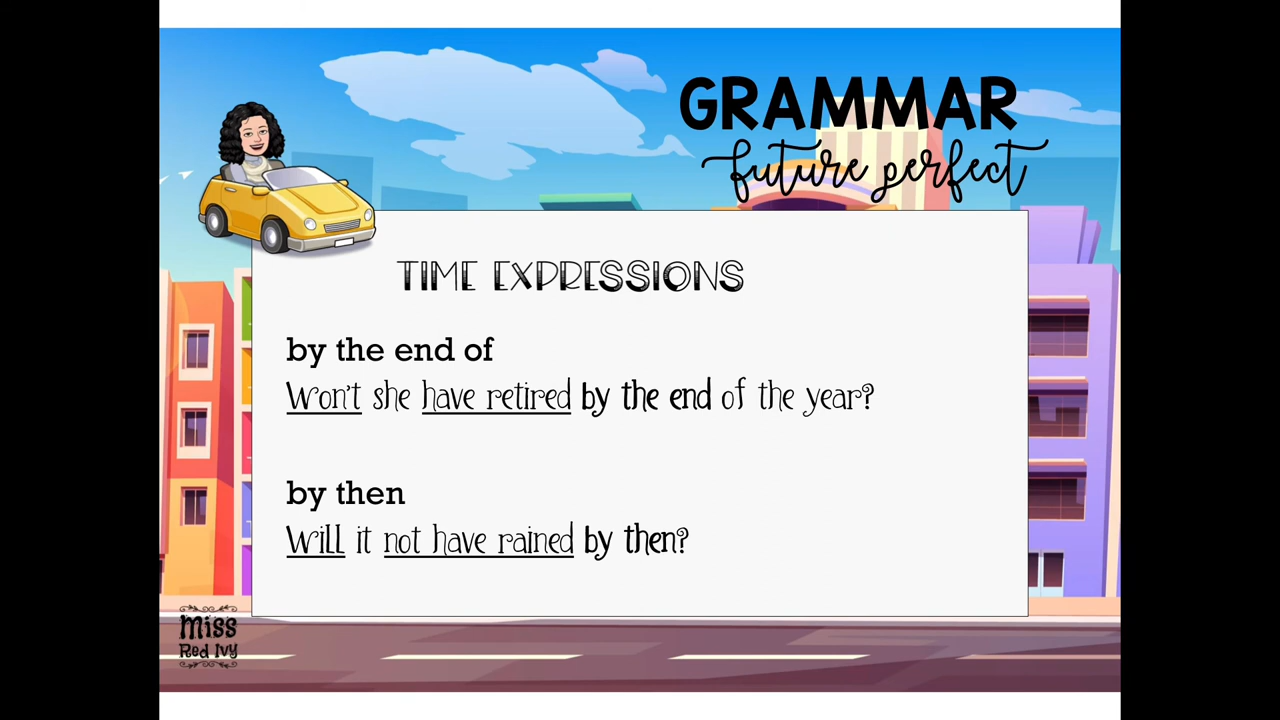 GRAMMAR
future perfect
TIME EXPRESSIONS
by the end of
Won't she have retired by the end of the year?
by then
Will it not have rained by then?
Miss
Red Ivy